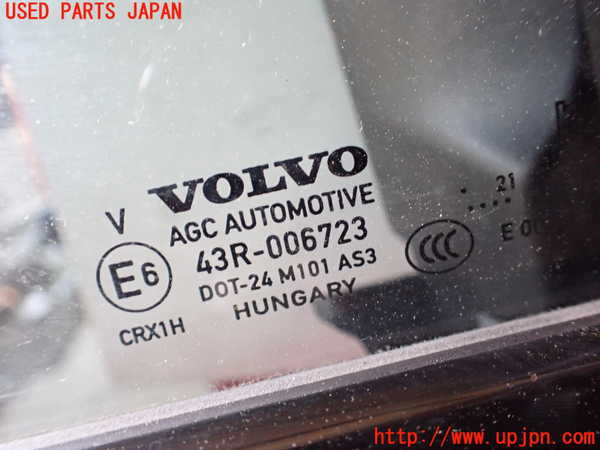 USED PARTS JAPAN
VOLVO
V
AGC AUTOMOTIVE
E6
43R-006723
DOT-24 M101 AS3
HUNGARY
CRX1H
CCC
21
E
http://www.upjpn.com/